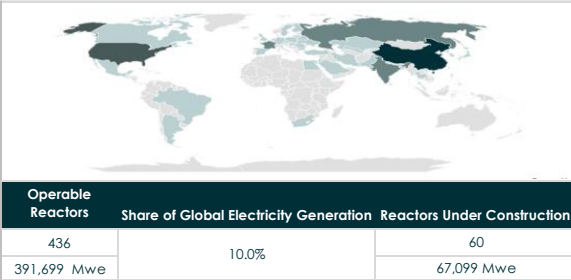 Operable
Reactors
Share of Global Electricity Generation
Reactors Under Construction
436
10.0%
60
391,699 Mwe
67,099 Mwe